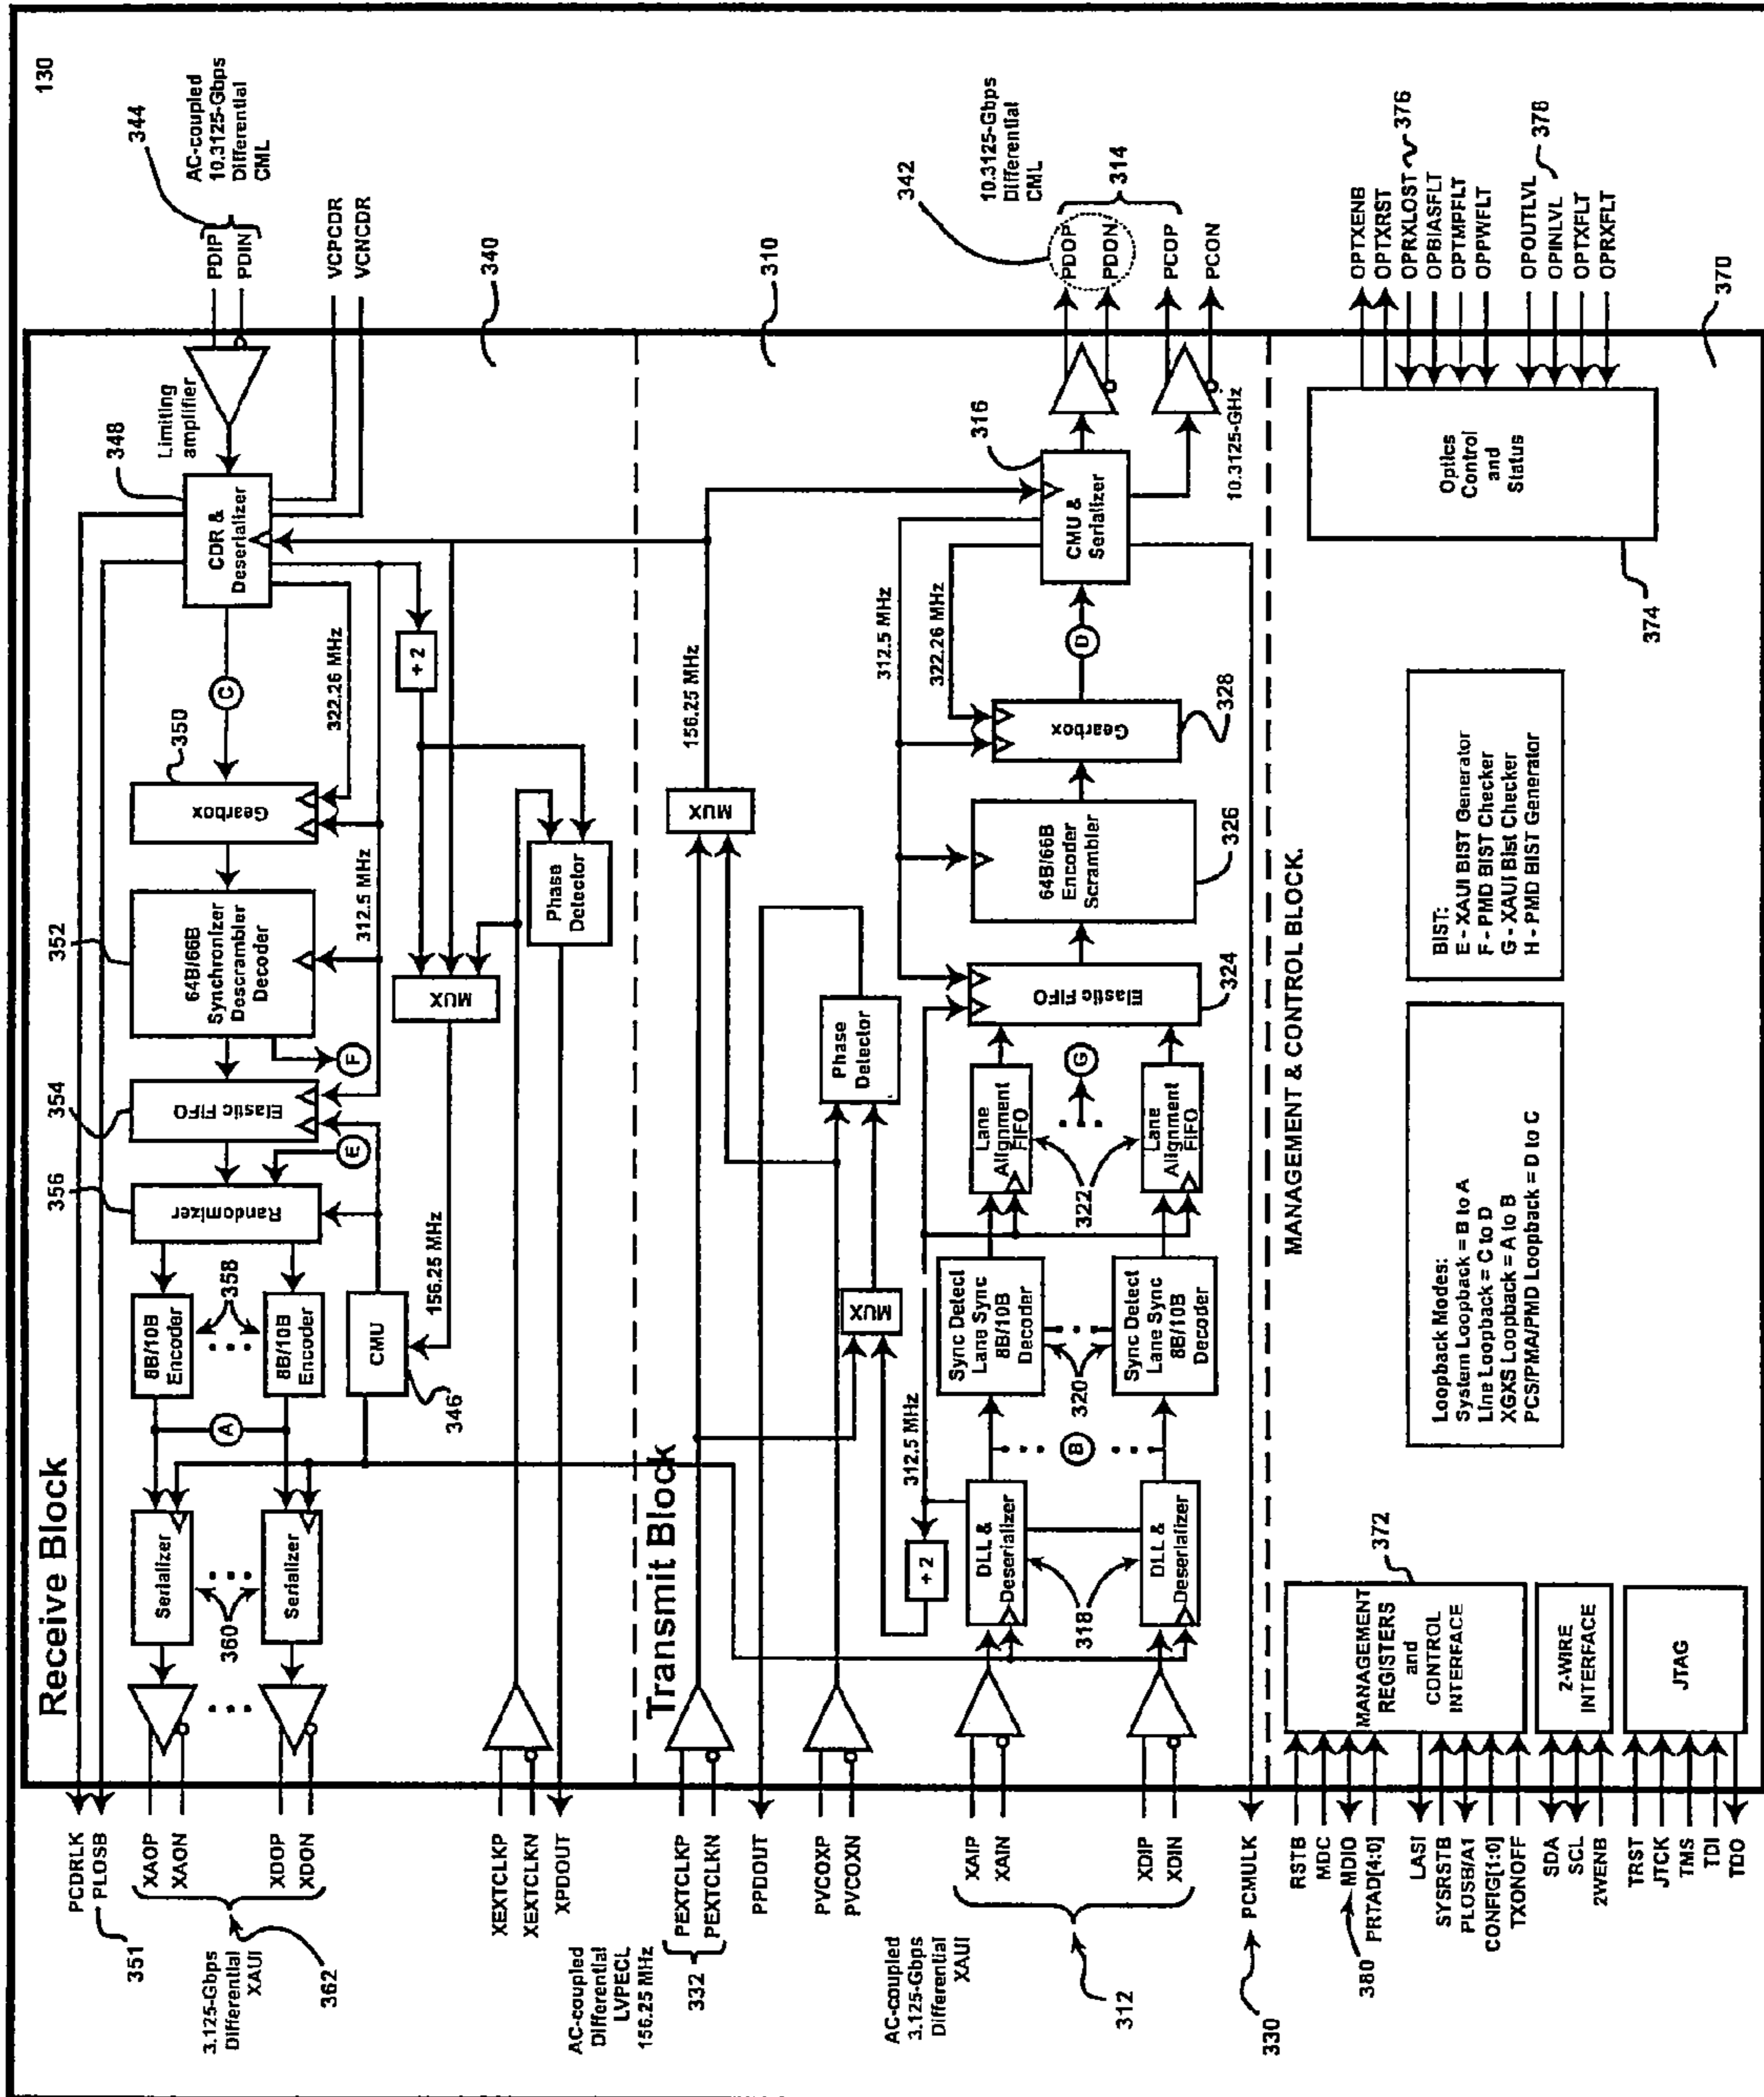 130
Receive Block
PCDRLK
PLOSB
351
XAOP
XAON
XDOP
XDON
3.125-Gbps
Differential
XAUI
362
Serializer
Serializer
360
A
8B/10B
Encoder
8B/10B
Encoder
358
CMU
346
156.25 MHz
356
Randomizer
E
354
Elastic FIFO
F
352
64B/66B
Synchronizer
Descrambler
Decoder
312.5 MHz
350
Gearbox
322.26 MHz
C
348
CDR &
Deserializer
Limiting
amplifier
344
AC-coupled
10.3125-Gbps
Differential
CML
PDIP
PDIN
VCPCDR
VCNCDR
÷ 2
MUX
Phase
Detector
340
XEXTCLKP
XEXTCLKN
XPDOUT
Transmit Block
310
AC-coupled
Differential
LVPECL
156.25 MHz
PEXTCLKP
PEXTCLKN
332
PPDOUT
PVCOXP
PVCOXN
MUX
156.25 MHz
Phase
Detector
MUX
AC-coupled
3.125-Gbps
Differential
XAUI
312
XAIP
XAIN
XDIP
XDIN
÷ 2
312.5 MHz
DLL &
Deserializer
DLL &
Deserializer
318
B
Sync Detect
Lane Sync
8B/10B
Decoder
Sync Detect
Lane Sync
8B/10B
Decoder
320
Lane
Alignment
FIFO
Lane
Alignment
FIFO
322
G
Elastic FIFO
324
64B/66B
Encoder
Scrambler
326
Gearbox
328
312.5 MHz
322.26 MHz
D
CMU &
Serializer
316
10.3125-GHz
342
PDOP
PDON
PCOP
PCON
314
10.3125-Gbps
Differential
CML
330
PCMULK
MANAGEMENT & CONTROL BLOCK.
RSTB
MDC
MDIO
PRTAD[4:0]
380
LASI
SYSRSTB
PLOSB/A1
CONFIG[1:0]
TXONOFF
SDA
SCL
2WENB
TRST
JTCK
TMS
TDI
TDO
372
MANAGEMENT
REGISTERS
and
CONTROL
INTERFACE
2-WIRE
INTERFACE
JTAG
Loopback Modes:
System Loopback = B to A
Line Loopback = C to D
XGXS Loopback = A to B
PCS/PMA/PMD Loopback = D to C
BIST:
E - XAUI BIST Generator
F - PMD BIST Checker
G - XAUI Bist Checker
H - PMD BIST Generator
Optics
Control
and
Status
374
OPTXENB
OPTXRST
OPRXLOST
OPBIASFLT
OPTMPFLT
OPPWFLT
376
OPOUTLVL
OPINLVL
OPTXFLT
OPRXFLT
378
370